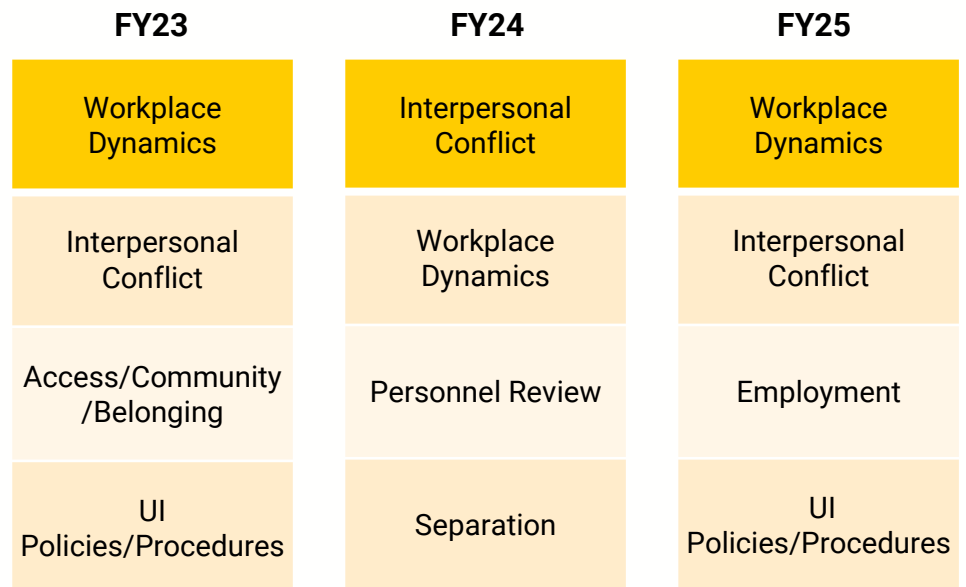 FY23
FY24
FY25
Workplace
Dynamics
Interpersonal
Conflict
Workplace
Dynamics
Interpersonal
Conflict
Workplace
Dynamics
Interpersonal
Conflict
Access/Community
/Belonging
Personnel Review
Employment
UI
Policies/Procedures
Separation
UI
Policies/Procedures